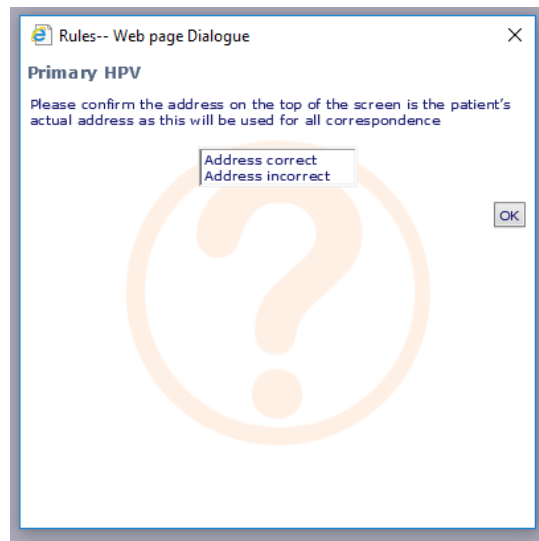 Rules-- Web page Dialogue
Primary HPV
Please confirm the address on the top of the screen is the patient's
actual address as this will be used for all correspondence
Address correct
Address incorrect
OK